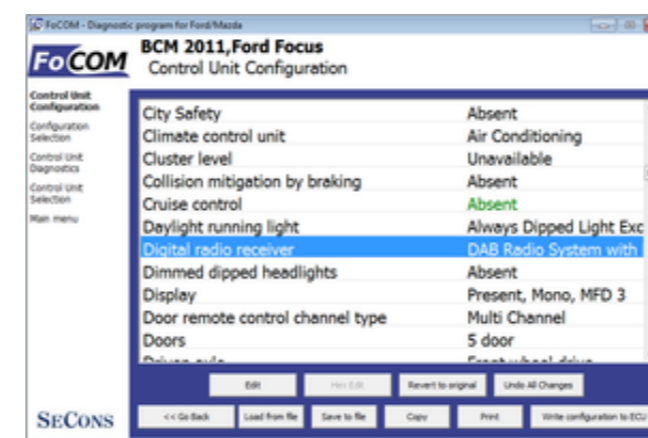 FoCOM - Diagnostic program for Ford/Mazda
FoCOM
BCM 2011,Ford Focus
Control Unit Configuration
Control Unit
Configuration
Configuration
Selection
Control Unit
Diagnostics
Control Unit
Selection
Main menu
City Safety Absent
Climate control unit Air Conditioning
Cluster level Unavailable
Collision mitigation by braking Absent
Cruise control Absent
Daylight running light Always Dipped Light Exc
Digital radio receiver DAB Radio System with
Dimmed dipped headlights Absent
Display Present, Mono, MFD 3
Door remote control channel type Multi Channel
Doors 5 door
Driven axle Front wheel drive
Edit Hex Edit Revert to original Undo All Changes
SECONS
<< Go Back Load from file Save to file Copy Print Write configuration to ECU